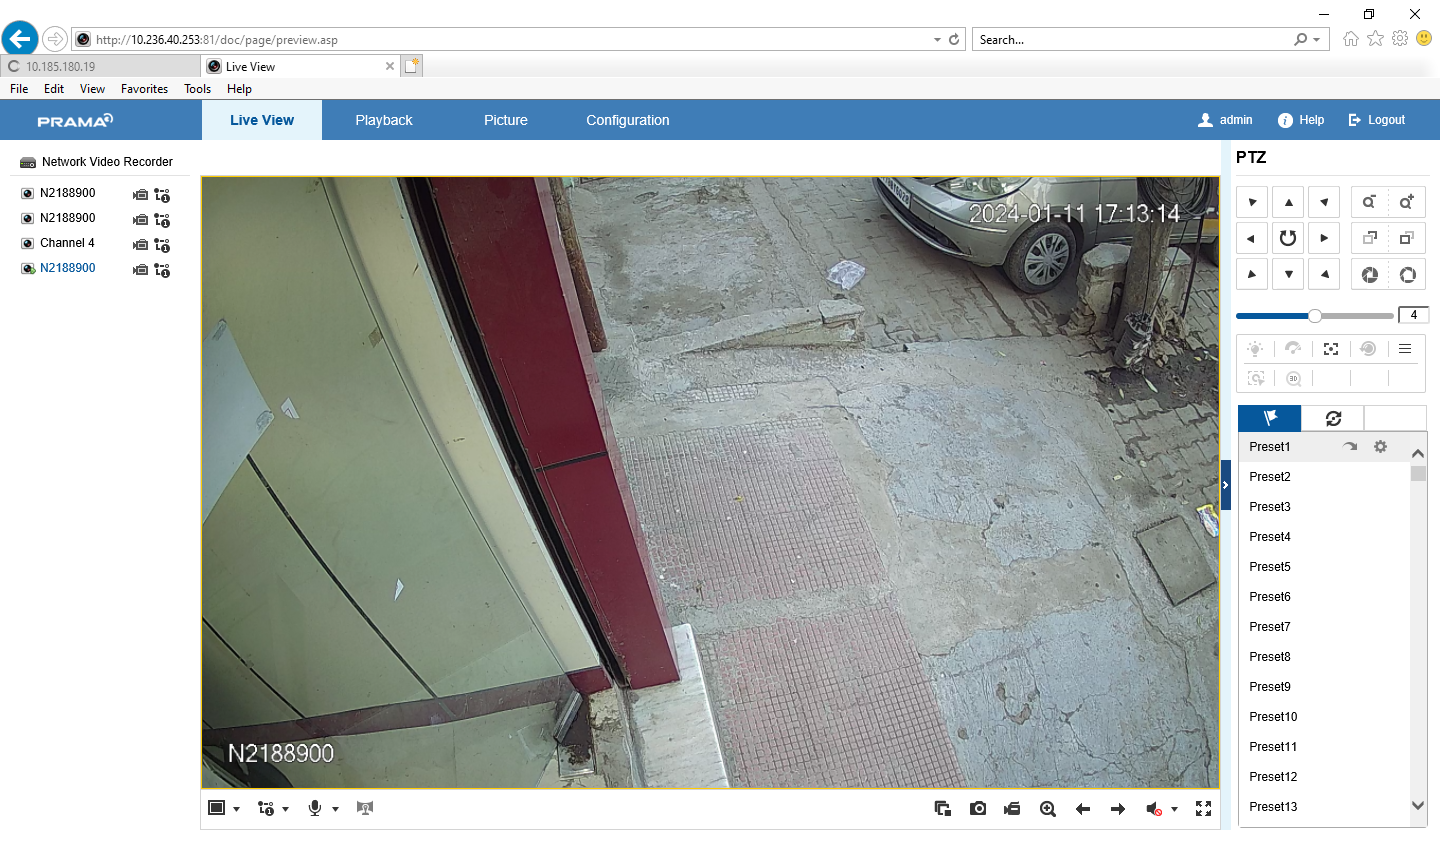 http://10.236.40.253:81/doc/page/preview.asp
Search...
10.185.180.19
Live View
File Edit View Favorites Tools Help
PRAMA
Live View Playback Picture Configuration
admin Help Logout
Network Video Recorder
N2188900
N2188900
Channel 4
N2188900
2024-01-11 17:13:14
N2188900
PTZ
4
3D
Preset1
Preset2
Preset3
Preset4
Preset5
Preset6
Preset7
Preset8
Preset9
Preset10
Preset11
Preset12
Preset13